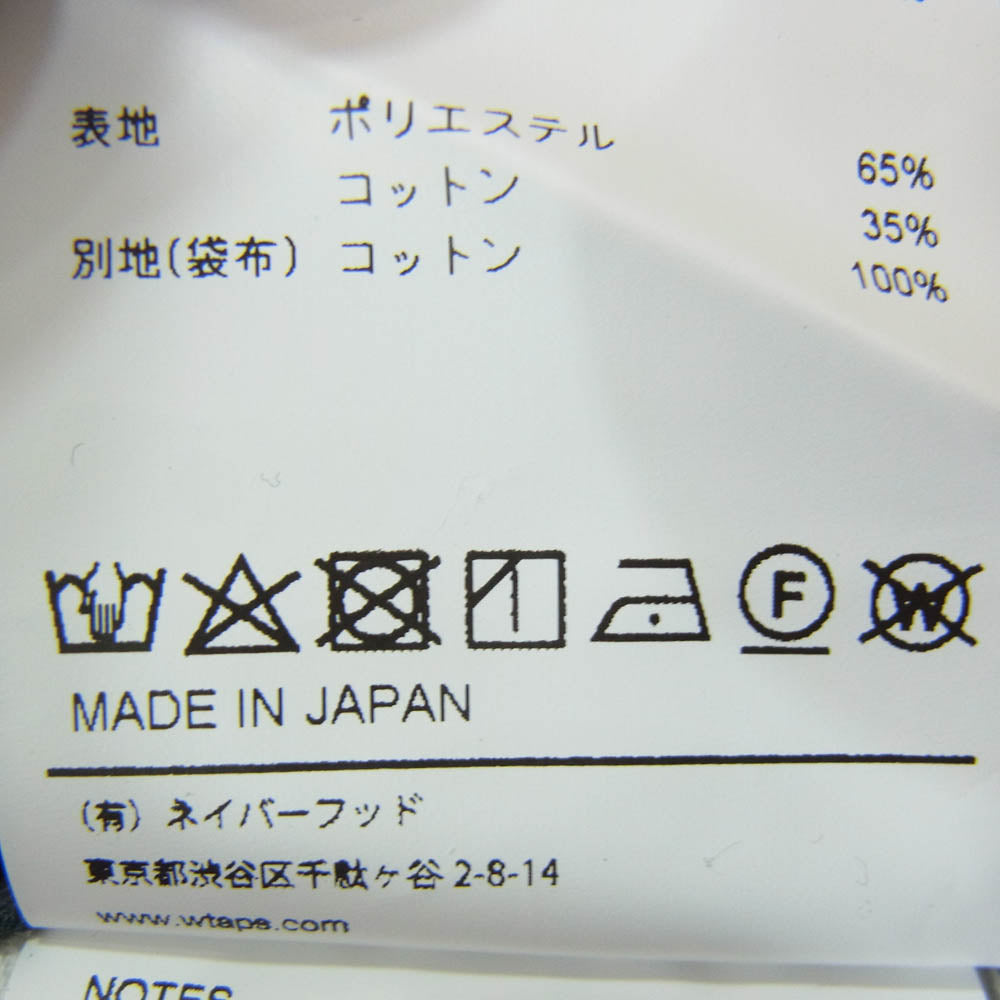 表地 ポリエステル 65%
コットン 35%
別地(袋布) コットン 100%
F
W
MADE IN JAPAN
(有) ネイバーフッド
東京都渋谷区千駄ヶ谷 2-8-14
www.wtaps.com
NOTES